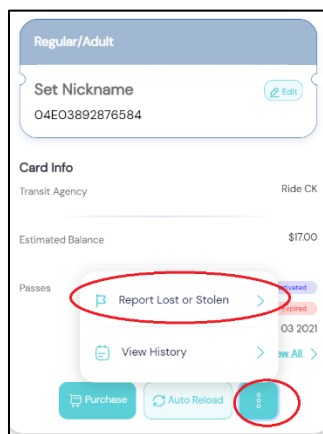 Regular/Adult
Set Nickname
Edit
04E03892876584
Card Info
Transit Agency
Ride CK
Estimated Balance
$17.00
Passes
Report Lost or Stolen
03 2021
View History
Purchase
Auto Reload